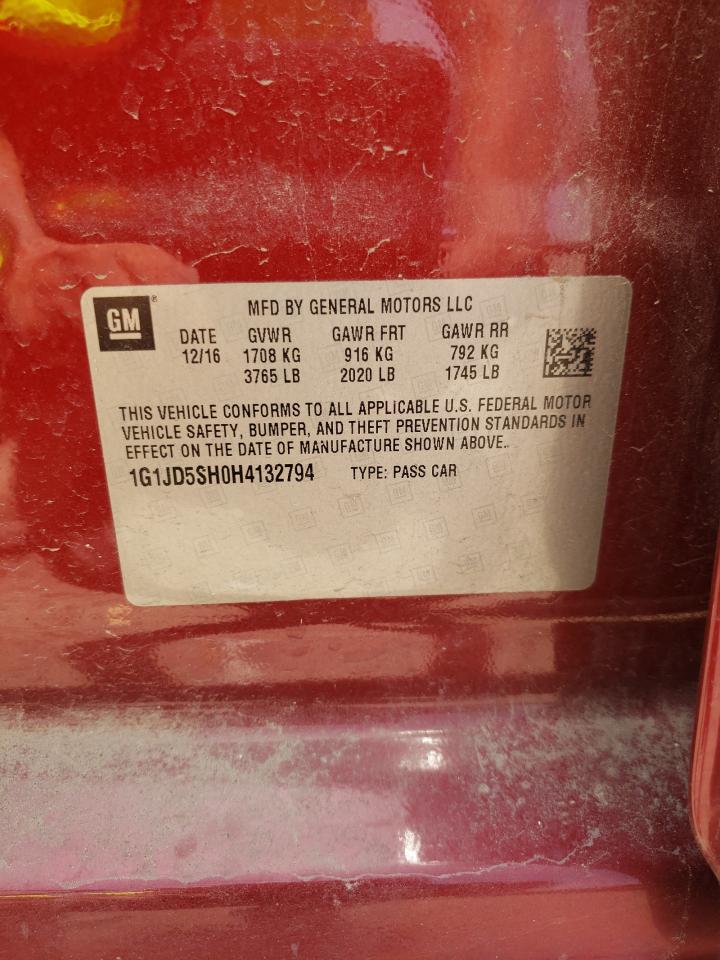 GM®
MFD BY GENERAL MOTORS LLC
DATE GVWR GAWR FRT GAWR RR
12/16 1708 KG 916 KG 792 KG
3765 LB 2020 LB 1745 LB
THIS VEHICLE CONFORMS TO ALL APPLICABLE U.S. FEDERAL MOTOR
VEHICLE SAFETY, BUMPER, AND THEFT PREVENTION STANDARDS IN
EFFECT ON THE DATE OF MANUFACTURE SHOWN ABOVE..
1G1JD5SH0H4132794 TYPE: PASS CAR